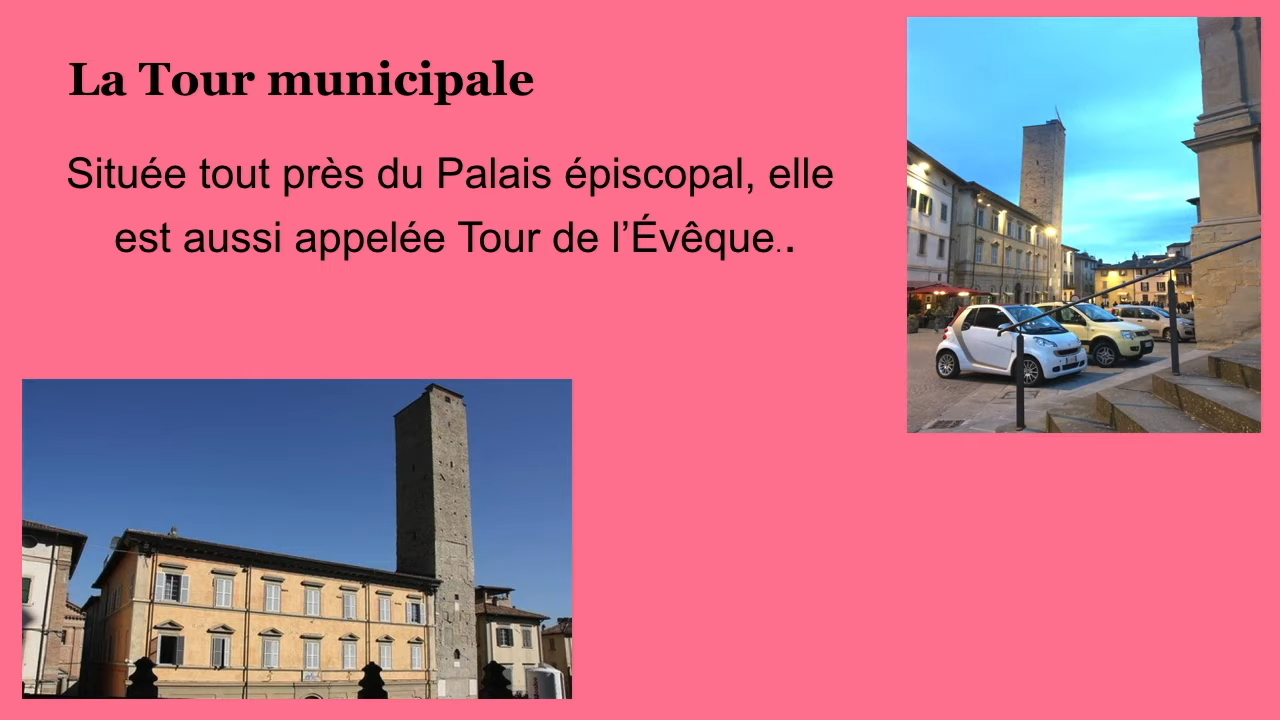 La Tour municipale
Située tout près du Palais épiscopal, elle
est aussi appelée Tour de l’Évêque..